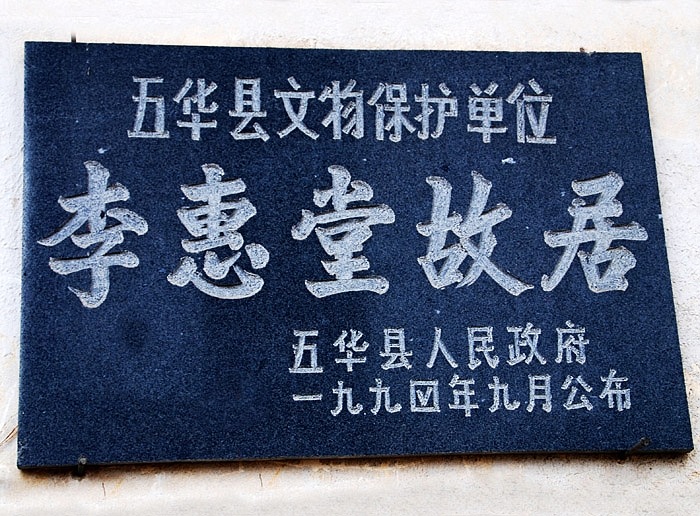 五华县文物保护单位
李惠堂故居
五华县人民政府
一九九四年九月公布